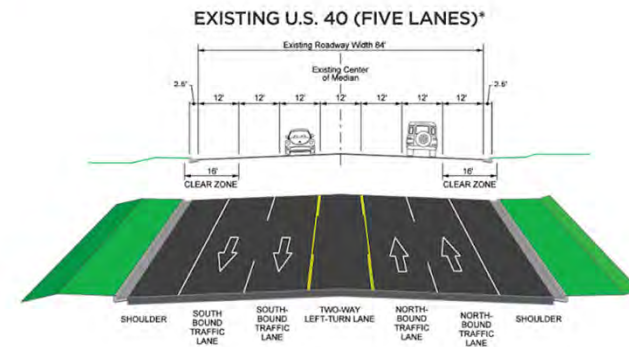 EXISTING U.S. 40 (FIVE LANES)*
Existing Roadway Width 84'
Existing Center
of Median
2.5' 12' 12' 12' 12' 12' 12' 12' 2.5'
16' 16'
CLEAR ZONE CLEAR ZONE
SHOULDER
SOUTH
BOUND
TRAFFIC
LANE
SOUTH-
BOUND
TRAFFIC
LANE
TWO-WAY
LEFT-TURN LANE
NORTH-
BOUND
TRAFFIC
LANE
NORTH-
BOUND
TRAFFIC
LANE
SHOULDER